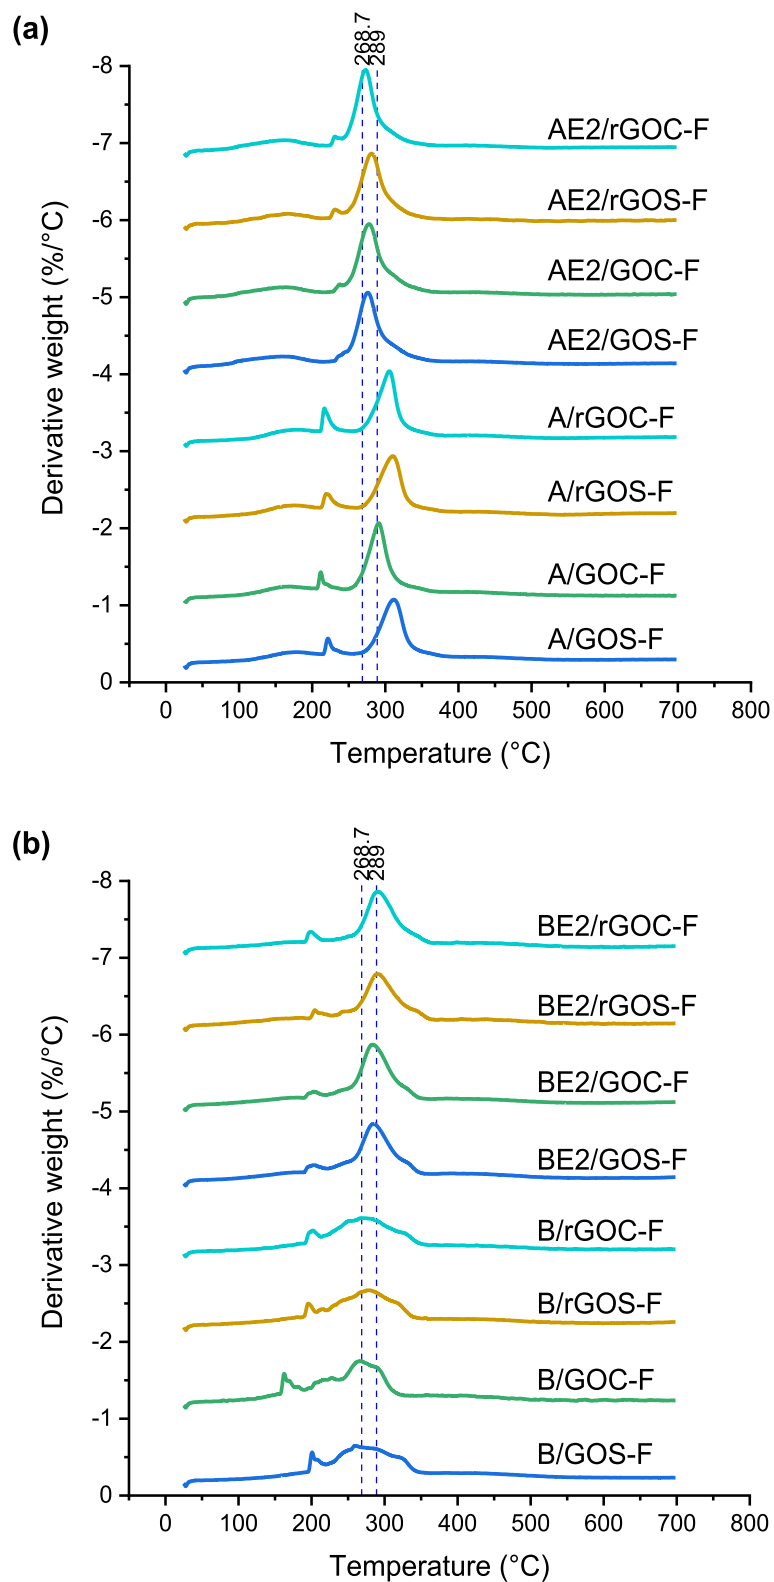 (a)
268.7
289
-8
-7
-6
-5
-4
-3
-2
-1
0
Derivative weight (%/°C)
AE2/rGOC-F
AE2/rGOS-F
AE2/GOC-F
AE2/GOS-F
A/rGOC-F
A/rGOS-F
A/GOC-F
A/GOS-F
0 100 200 300 400 500 600 700 800
Temperature (°C)
(b)
268.7
289
-8
-7
-6
-5
-4
-3
-2
-1
0
Derivative weight (%/°C)
BE2/rGOC-F
BE2/rGOS-F
BE2/GOC-F
BE2/GOS-F
B/rGOC-F
B/rGOS-F
B/GOC-F
B/GOS-F
0 100 200 300 400 500 600 700 800
Temperature (°C)